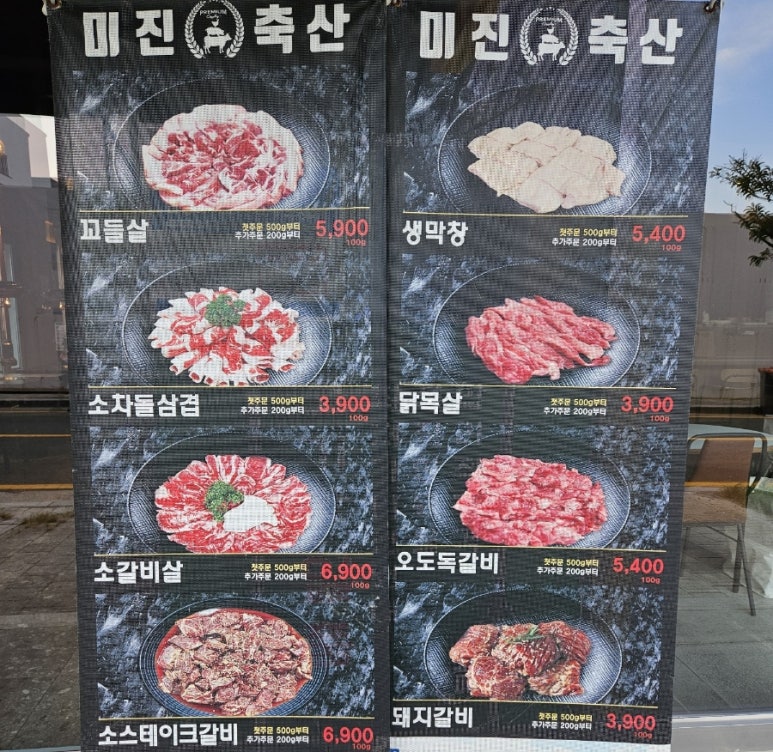 미진 PREMIUM 축산
꼬들살 첫주문 500g부터 추가주문 200g부터 5,900 100g
소차돌삼겹 첫주문 500g부터 추가주문 200g부터 3,900 100g
소갈비살 첫주문 500g부터 추가주문 200g부터 6,900 100g
소스테이크갈비 첫주문 500g부터 추가주문 200g부터 6,900 100g
미진 PREMIUM 축산
생막창 첫주문 500g부터 추가주문 200g부터 5,400 100g
닭목살 첫주문 500g부터 추가주문 200g부터 3,900 100g
오도독갈비 첫주문 500g부터 추가주문 200g부터 5,400 100g
돼지갈비 첫주문 500g부터 추가주문 200g부터 3,900 100g